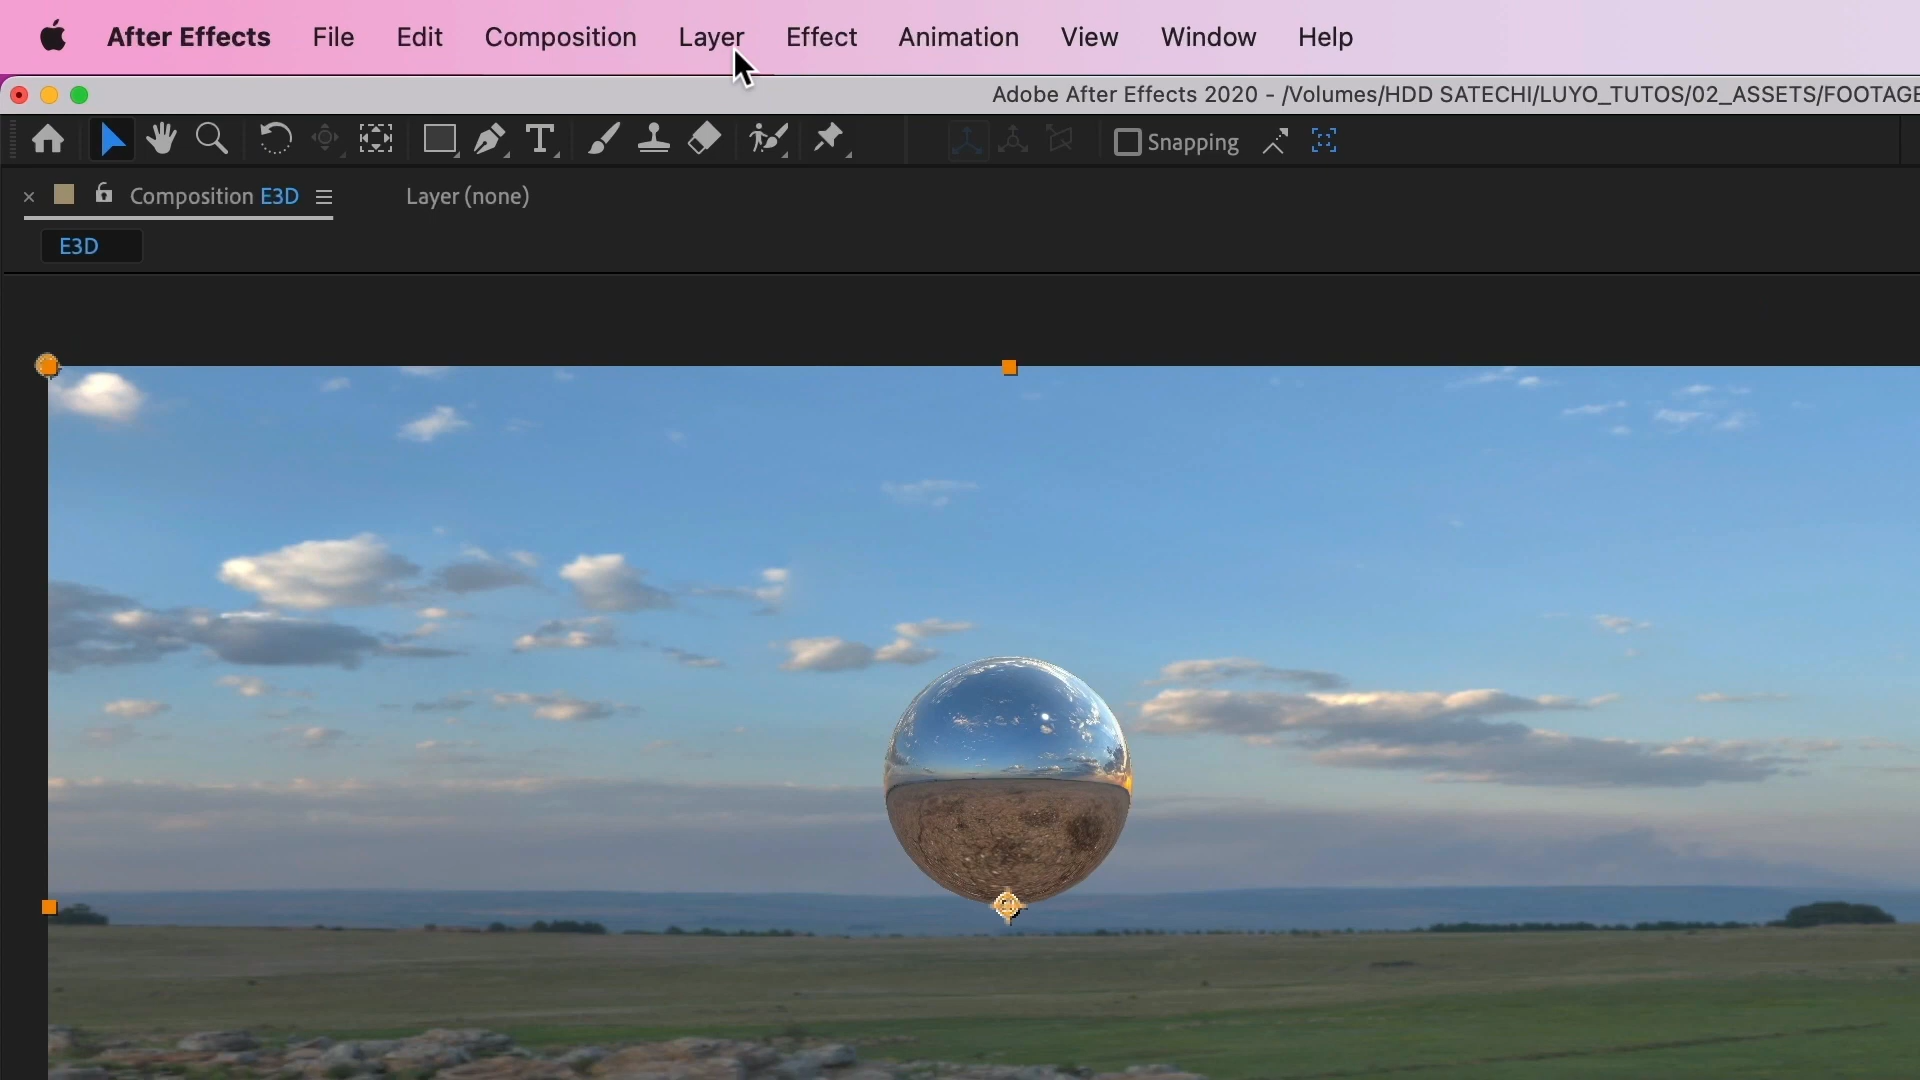 After Effects File Edit Composition Layer Effect Animation View Window Help
Adobe After Effects 2020 - /Volumes/HDD SATECHI/LUYO_TUTOS/02_ASSETS/FOOTAGE
Snapping
Composition E3D Layer (none)
E3D